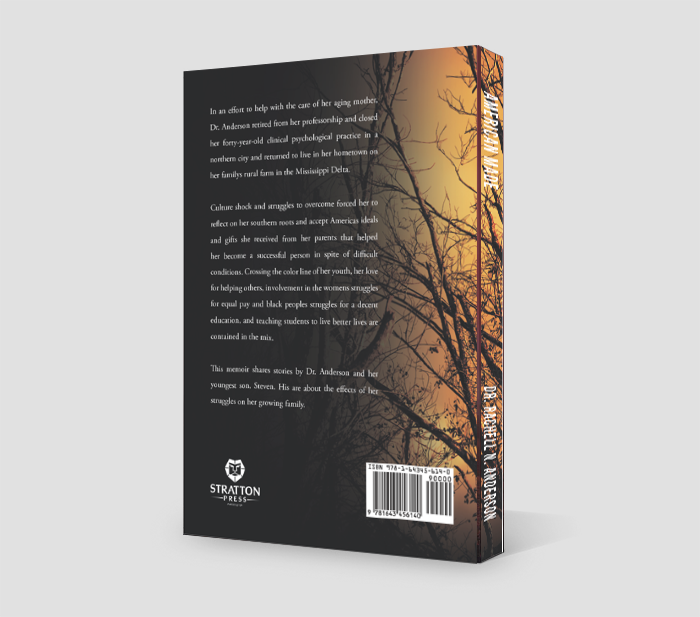 In an effort to help with the care of her aging mother,
Dr. Anderson retired from her professorship and closed
her forty-year-old clinical psychological practice in a
northern city and returned to live in her hometown on
her familys rural farm in the Mississippi Delta.
Culture shock and struggles to overcome forced her to
reflect on her southern roots and accept Americas ideals
and gifts she received from her parents that helped
her become a successful person in spite of difficult
conditions. Crossing the color line of her youth, her love
for helping others, involvement in the womens struggles
for equal pay and black peoples struggles for a decent
education, and teaching students to live better lives are
contained in the mix.
This memoir shares stories by Dr. Anderson and her
youngest son, Steven. His are about the effects of her
struggles on her growing family.
STRATTON
PRESS
ISBN 978-1-64345-614-0
90000
9 781643 456140
AMERICAN MADE
DR. RACHELL N. ANDERSON